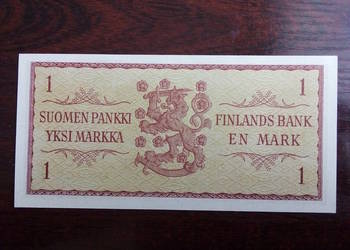 1 1
SUOMEN PANKKI FINLANDS BANK
YKSI MARKKA EN MARK
1 1